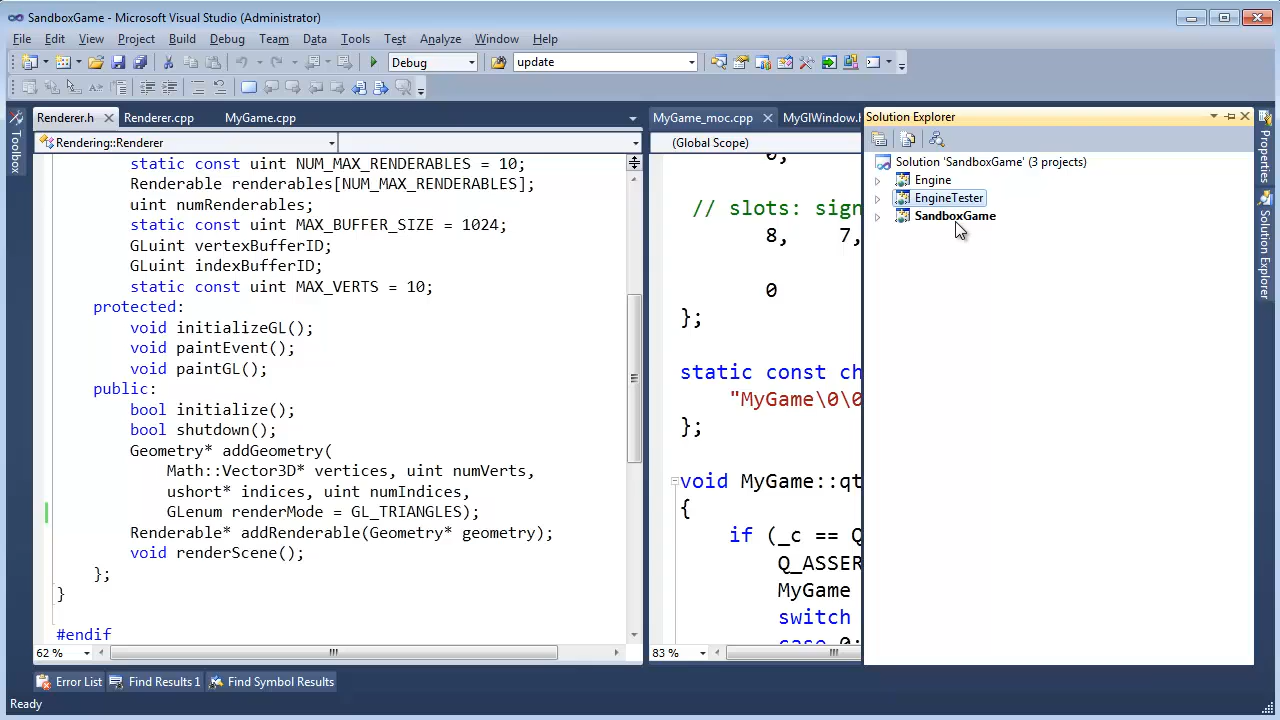 SandboxGame - Microsoft Visual Studio (Administrator)
File Edit View Project Build Debug Team Data Tools Test Analyze Window Help
Debug update
Renderer.h Renderer.cpp MyGame.cpp
Rendering::Renderer
static const uint NUM_MAX_RENDERABLES = 10;
Renderable renderables[NUM_MAX_RENDERABLES];
uint numRenderables;
static const uint MAX_BUFFER_SIZE = 1024;
GLuint vertexBufferID;
GLuint indexBufferID;
static const uint MAX_VERTS = 10;
protected:
void initializeGL();
void paintEvent();
void paintGL();
public:
bool initialize();
bool shutdown();
Geometry* addGeometry(
Math::Vector3D* vertices, uint numVerts,
ushort* indices, uint numIndices,
GLenum renderMode = GL_TRIANGLES);
Renderable* addRenderable(Geometry* geometry);
void renderScene();
};
}
#endif
62 %
MyGame_moc.cpp MyGlWindow.h
(Global Scope)
0,
// slots: sign
8, 7,
0
};
static const ch
"MyGame\0\0
};
void MyGame::qt
{
if (_c == Q
Q_ASSER
MyGame
switch
case 0:
83 %
Solution Explorer
Solution 'SandboxGame' (3 projects)
Engine
EngineTester
SandboxGame
Toolbox
Properties
Solution Explorer
Error List Find Results 1 Find Symbol Results
Ready